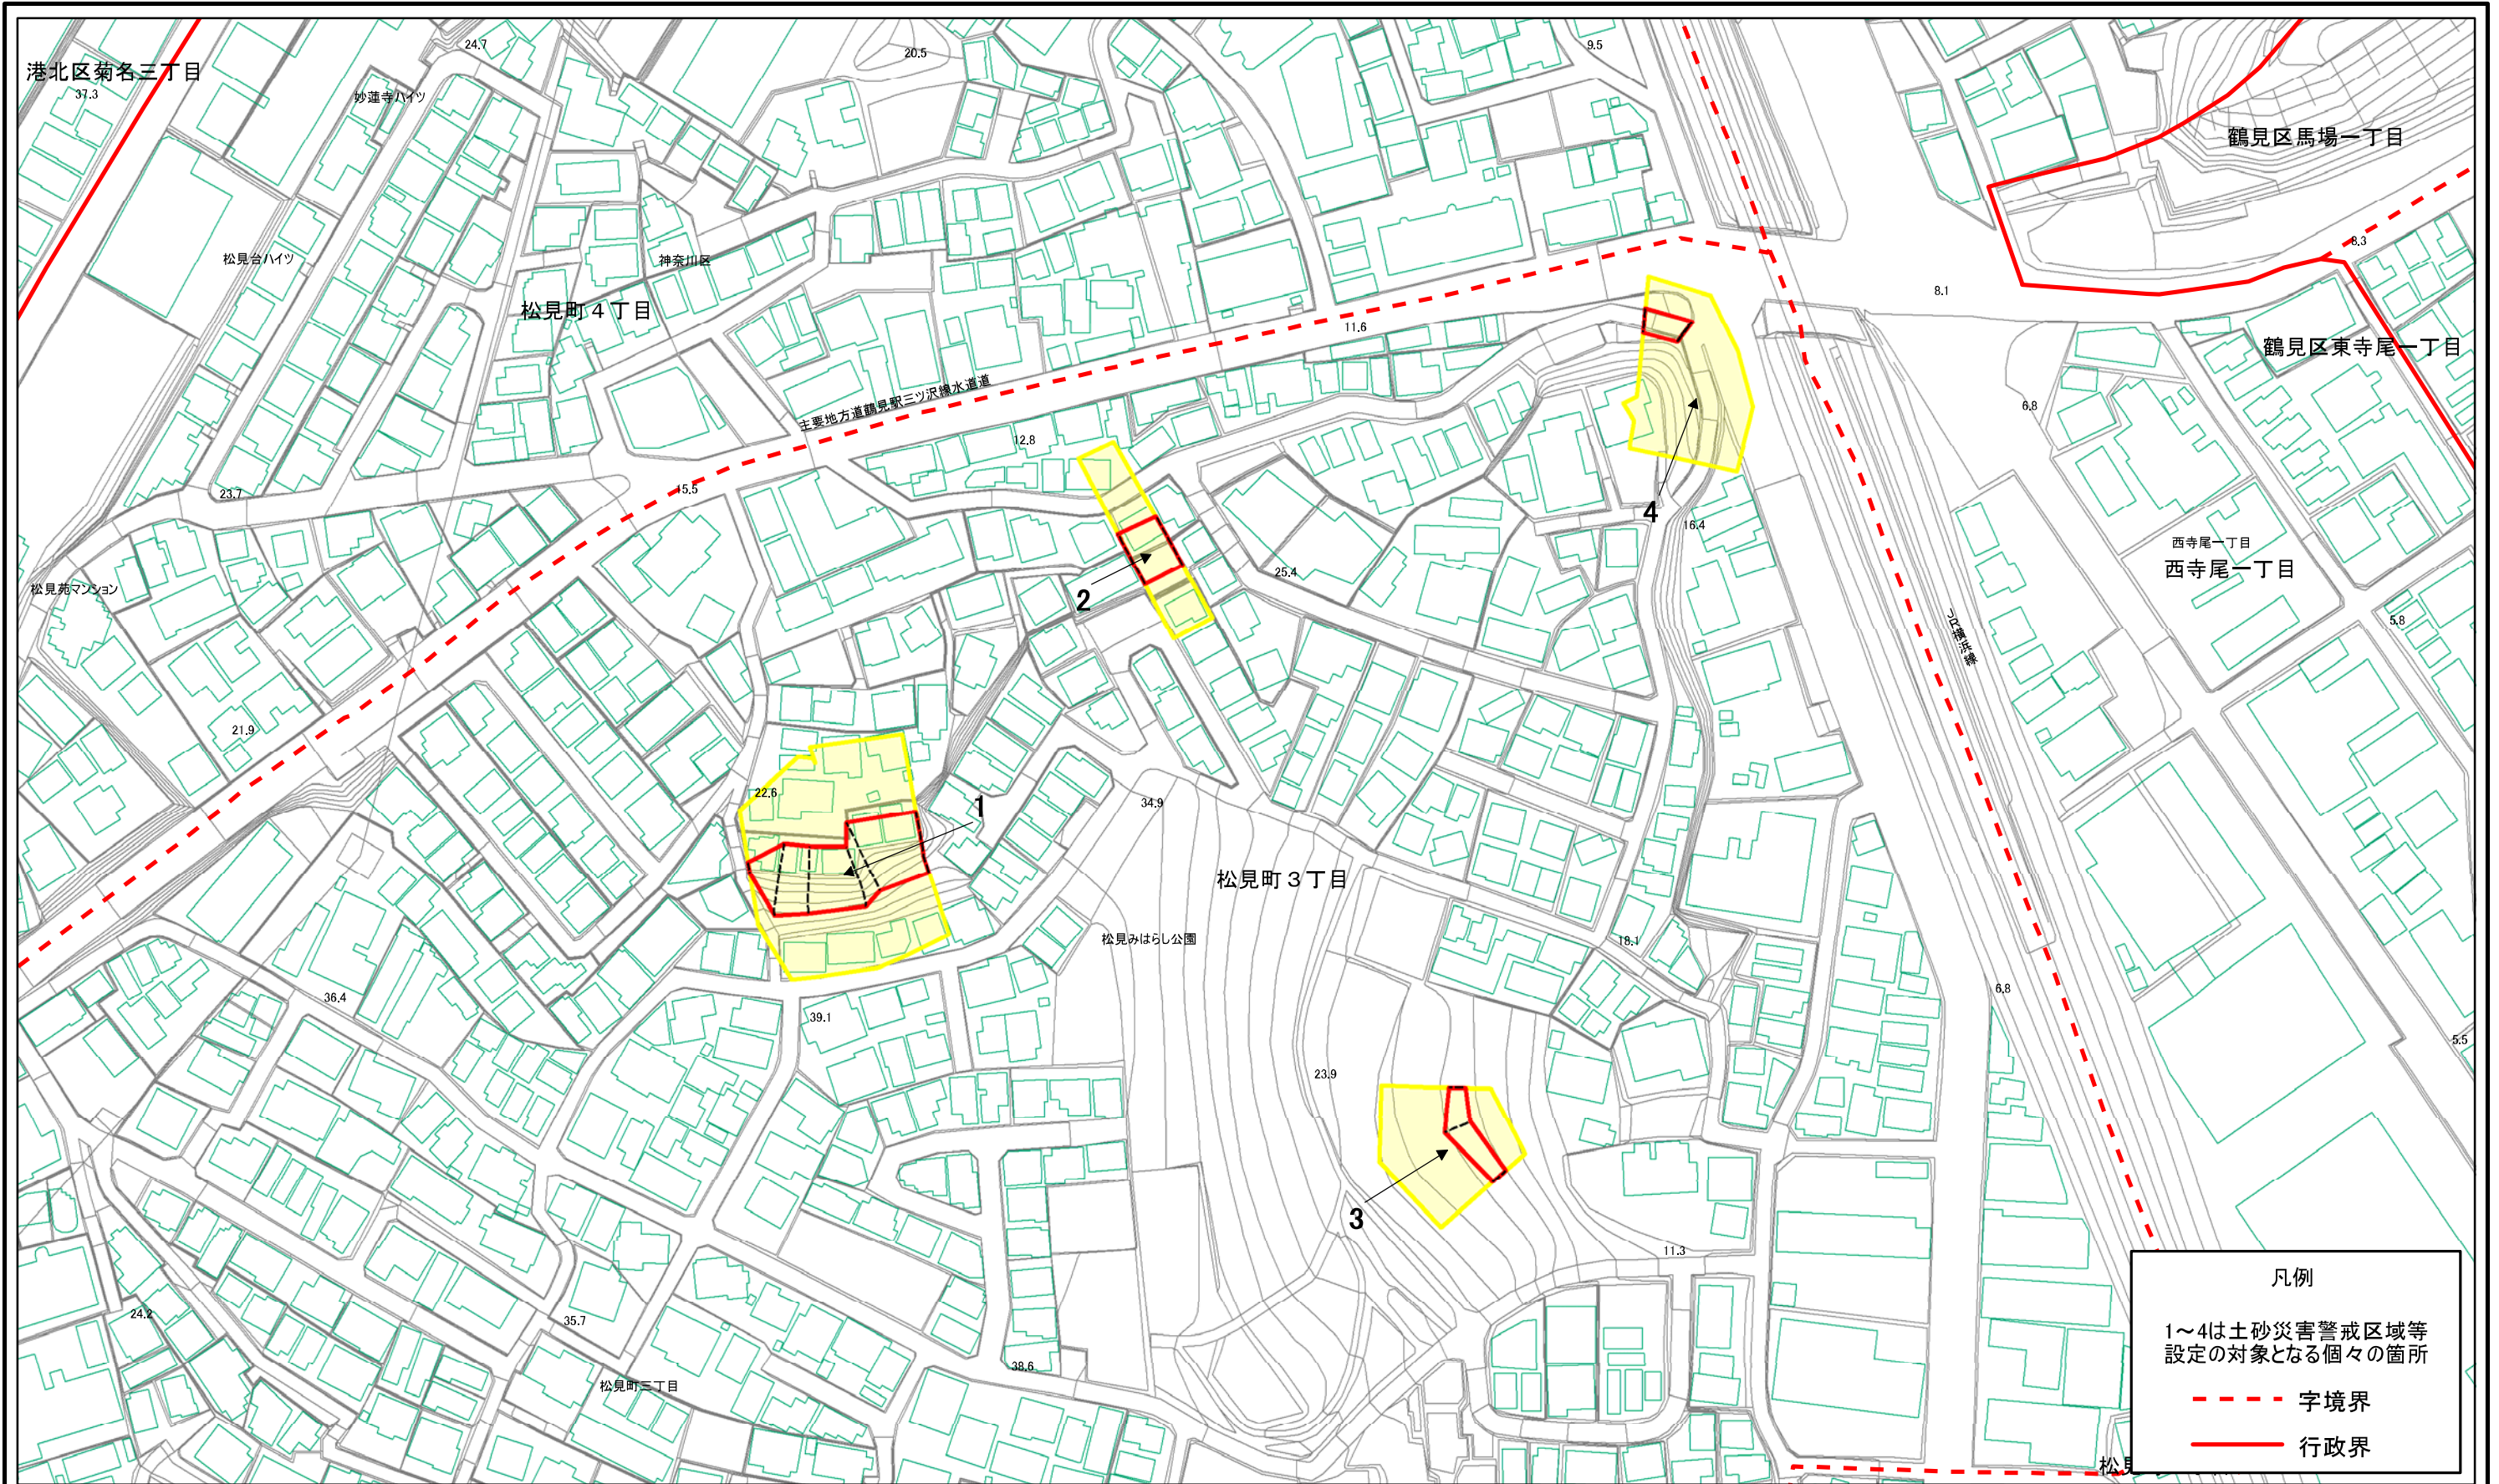 24.7
20.5
9.5
港北区菊名三丁目
37.3
妙蓮寺ハイツ
鶴見区馬場一丁目
8.3
松見台ハイツ
神奈川区
松見町４丁目
8.1
11.6
鶴見区東寺尾一丁目
主要地方道鶴見駅三ツ沢線水道道
6.8
12.8
15.5
23.7
4
16.4
西寺尾一丁目
西寺尾一丁目
25.4
松見苑マンション
2
5.8
JR横浜線
21.9
22.6
1
34.9
松見町３丁目
松見みはらし公園
18.1
36.4
39.1
6.8
5.5
23.9
3
11.3
24.2
35.7
38.6
松見町三丁目
凡例
1～4は土砂災害警戒区域等
設定の対象となる個々の箇所
字境界
行政界
松見